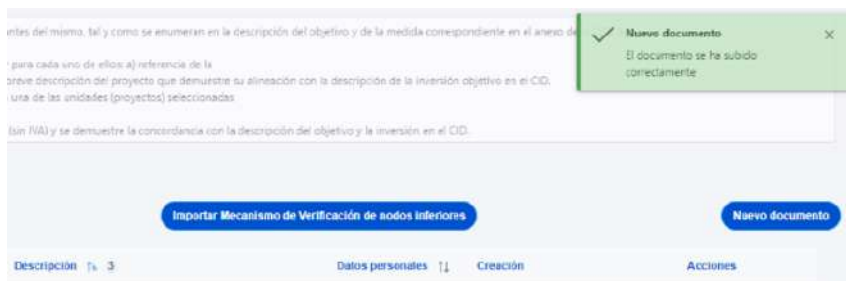 antes del mismo, tal y como se enumeran en la descripción del objetivo y de la medida correspondiente en el anexo de
Nuevo documento
El documento se ha subido
correctamente
para cada uno de ellos: a) referencia de la
breve descripción del proyecto que demuestre su alineación con la descripción de la inversión objetivo en el CID.
una de las unidades (proyectos) seleccionadas
(sin IVA) y se demuestre la concordancia con la descripción del objetivo y la inversión en el CID.
Importar Mecanismo de Verificación de nodos inferiores
Nuevo documento
Descripción 3 Datos personales Creación Acciones